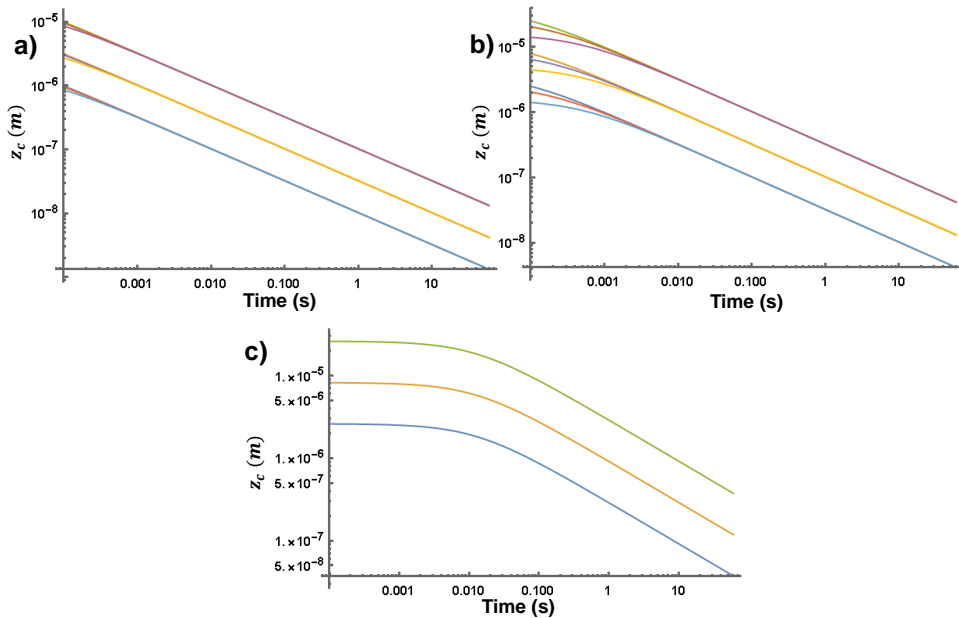 a)
z_c (m)
10^-5
10^-6
10^-7
10^-8
0.001 0.010 0.100 1 10
Time (s)
b)
z_c (m)
10^-5
10^-6
10^-7
10^-8
0.001 0.010 0.100 1 10
Time (s)
c)
z_c (m)
1.×10^-5
5.×10^-6
1.×10^-6
5.×10^-7
1.×10^-7
5.×10^-8
0.001 0.010 0.100 1 10
Time (s)